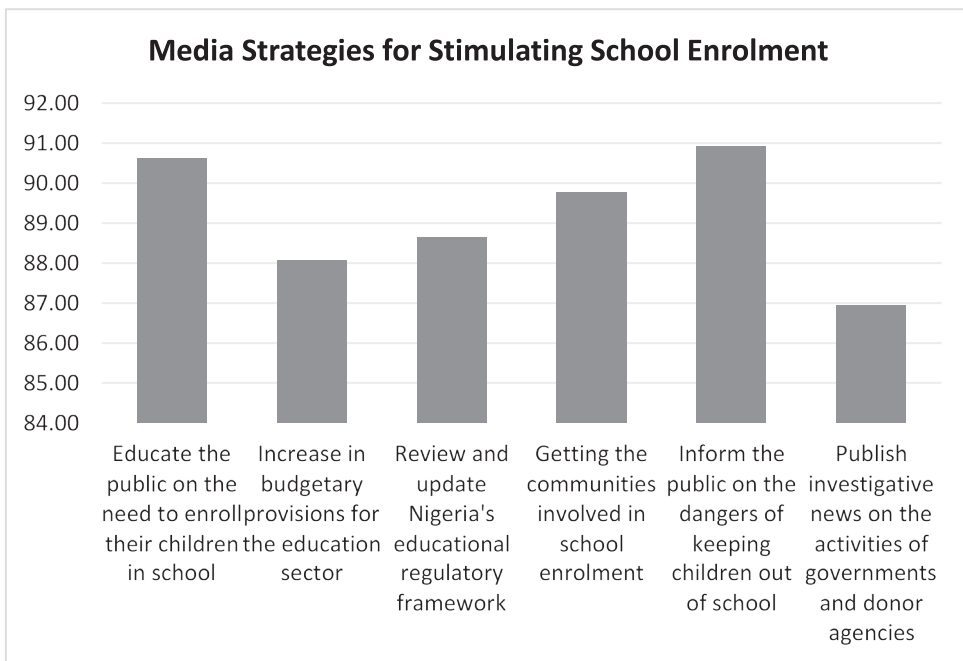 Media Strategies for Stimulating School Enrolment
92.00
91.00
90.00
89.00
88.00
87.00
86.00
85.00
84.00
Educate the
public on the
need to enroll
their children
in school
Increase in
budgetary
provisions for
the education
sector
Review and
update
Nigeria's
educational
regulatory
framework
Getting the
communities
involved in
school
enrolment
Inform the
public on the
dangers of
keeping
children out
of school
Publish
investigative
news on the
activities of
governments
and donor
agencies